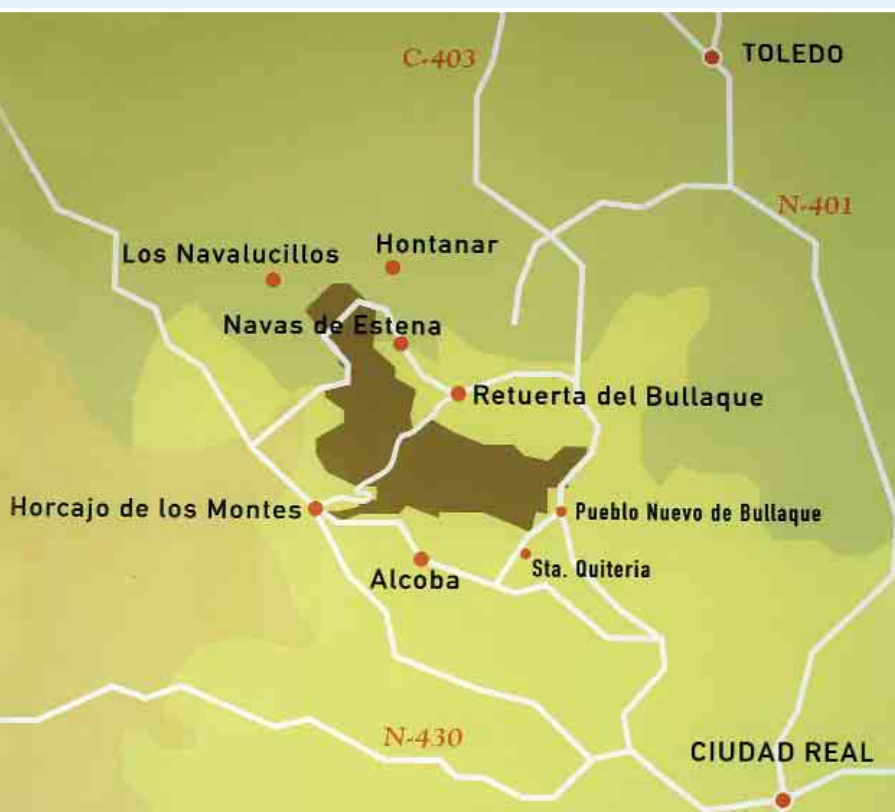 C-403
TOLEDO
N-401
Los Navalucillos
Hontanar
Navas de Estena
Retuerta del Bullaque
Horcajo de los Montes
Pueblo Nuevo de Bullaque
Alcoba
Sta. Quiteria
N-430
CIUDAD REAL